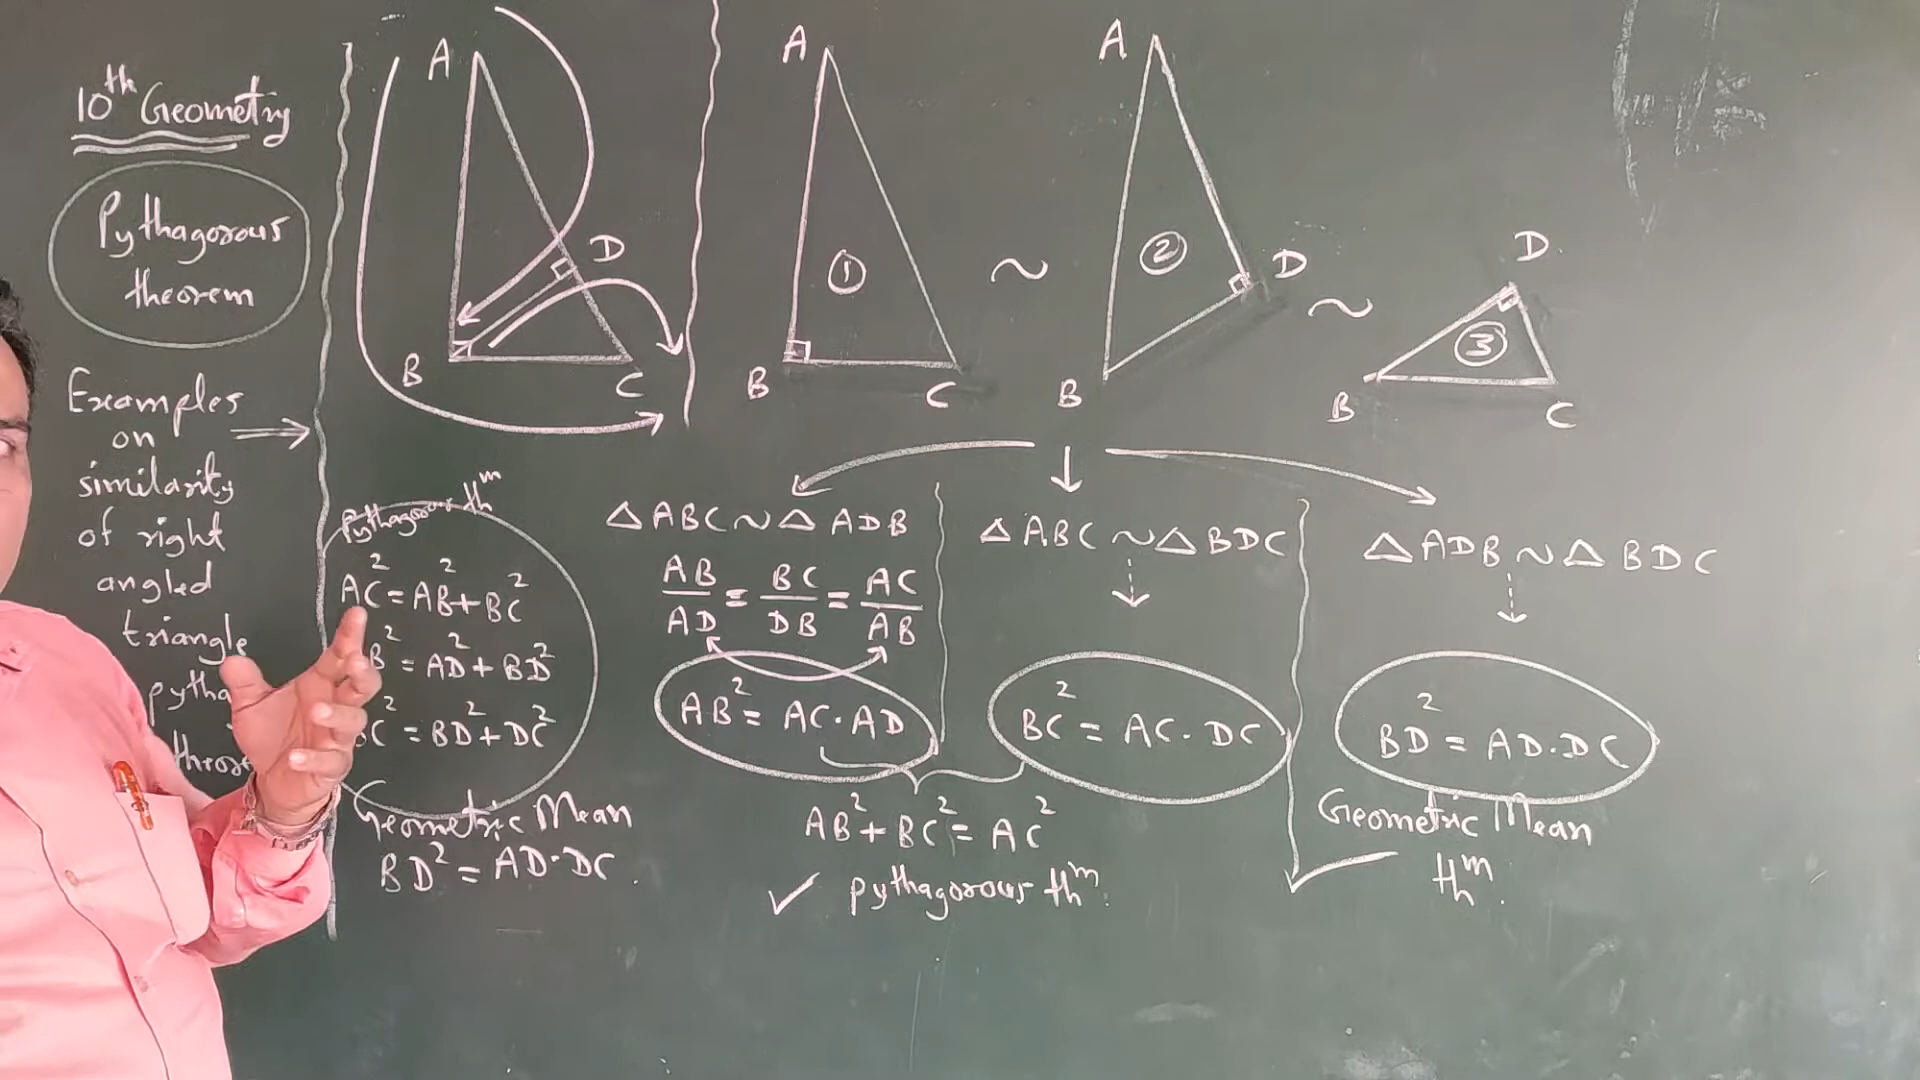 10th Geometry
Pythagorous
theorem
Examples
on
similarity
of right
angled
triangle
A
D
B
C
A
①
B
C
~
A
②
D
B
~
D
③
B
C
Pythagorous thm
AC² = AB² + BC²
B² = AD² + BD²
C² = BD² + DC²
Geometric Mean
BD² = AD·DC.
△ABC ~ △ADB
AB/AD = BC/DB = AC/AB
AB² = AC·AD
△ABC ~ △BDC
BC² = AC·DC
AB² + BC² = AC²
✓ pythagorous thm.
△ADB ~ △BDC
BD² = AD·DC
Geometric Mean
thm.